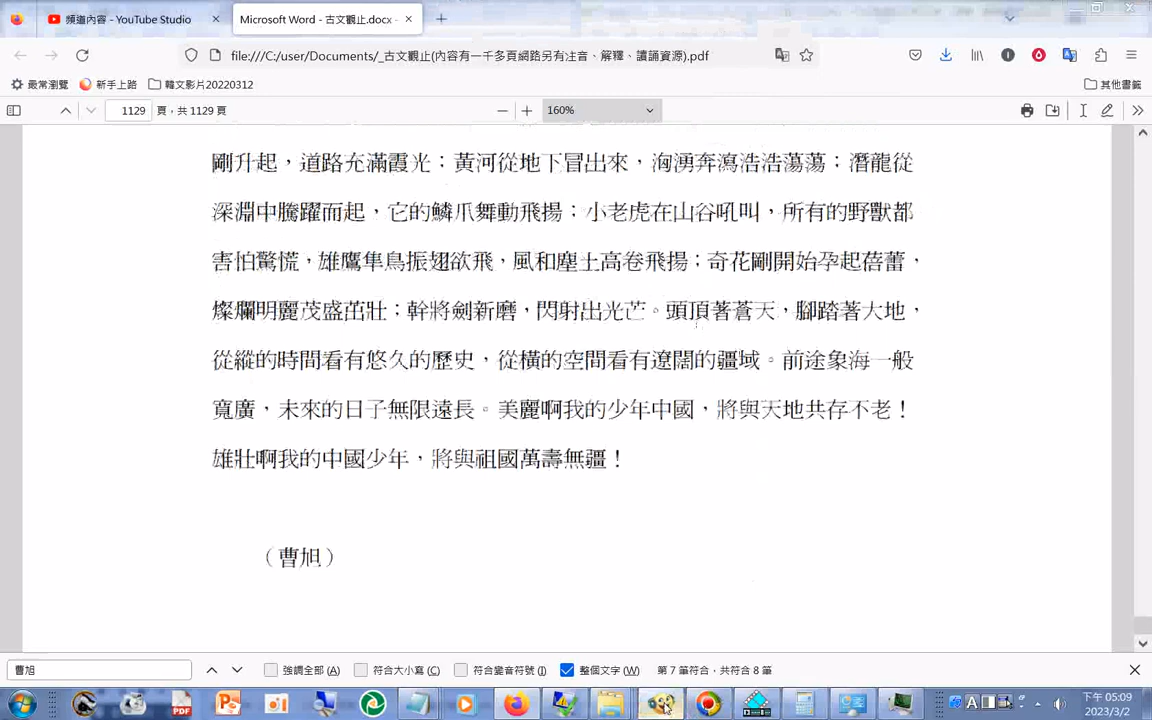 頻道內容 - YouTube Studio
Microsoft Word - 古文觀止.docx -
file:///C:/user/Documents/_古文觀止(內容有一千多頁網路另有注音、解釋、讀誦資源).pdf
最常瀏覽 新手上路 韓文影片20220312 其他書籤
1129 頁，共 1129 頁 160%
剛升起，道路充滿霞光；黃河從地下冒出來，洶湧奔瀉浩浩蕩蕩；潛龍從
深淵中騰躍而起，它的鱗爪舞動飛揚；小老虎在山谷吼叫，所有的野獸都
害怕驚慌，雄鷹隼鳥振翅欲飛，風和塵土高卷飛揚；奇花剛開始孕起蓓蕾，
燦爛明麗茂盛茁壯；幹將劍新磨，閃射出光芒。頭頂著蒼天，腳踏著大地，
從縱的時間看有悠久的歷史，從橫的空間看有遼闊的疆域。前途象海一般
寬廣，未來的日子無限遠長。美麗啊我的少年中國，將與天地共存不老！
雄壯啊我的中國少年，將與祖國萬壽無疆！
（曹旭）
曹旭 強調全部 (A) 符合大小寫 (C) 符合變音符號 (I) 整個文字 (W) 第 7 筆符合，共符合 8 筆
下午 05:09
2023/3/2